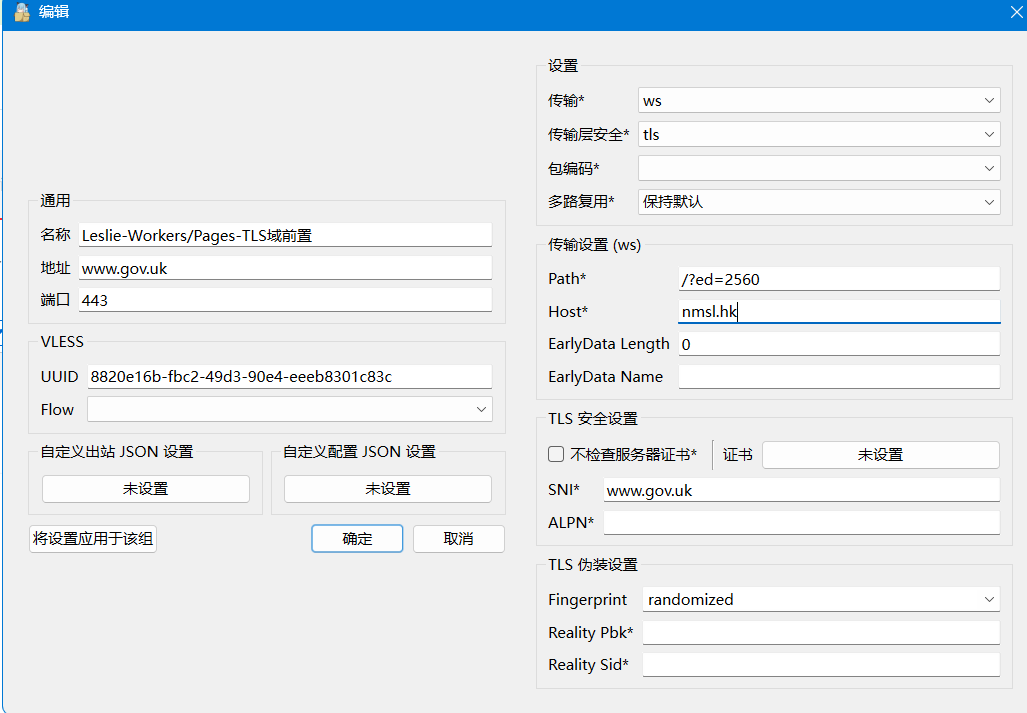 编辑
通用
名称 Leslie-Workers/Pages-TLS域前置
地址 www.gov.uk
端口 443
VLESS
UUID 8820e16b-fbc2-49d3-90e4-eeeb8301c83c
Flow
自定义出站 JSON 设置
未设置
自定义配置 JSON 设置
未设置
将设置应用于该组
确定
取消
设置
传输* ws
传输层安全* tls
包编码*
多路复用* 保持默认
传输设置 (ws)
Path* /?ed=2560
Host* nmsl.hk
EarlyData Length 0
EarlyData Name
TLS 安全设置
不检查服务器证书* 证书 未设置
SNI* www.gov.uk
ALPN*
TLS 伪装设置
Fingerprint randomized
Reality Pbk*
Reality Sid*